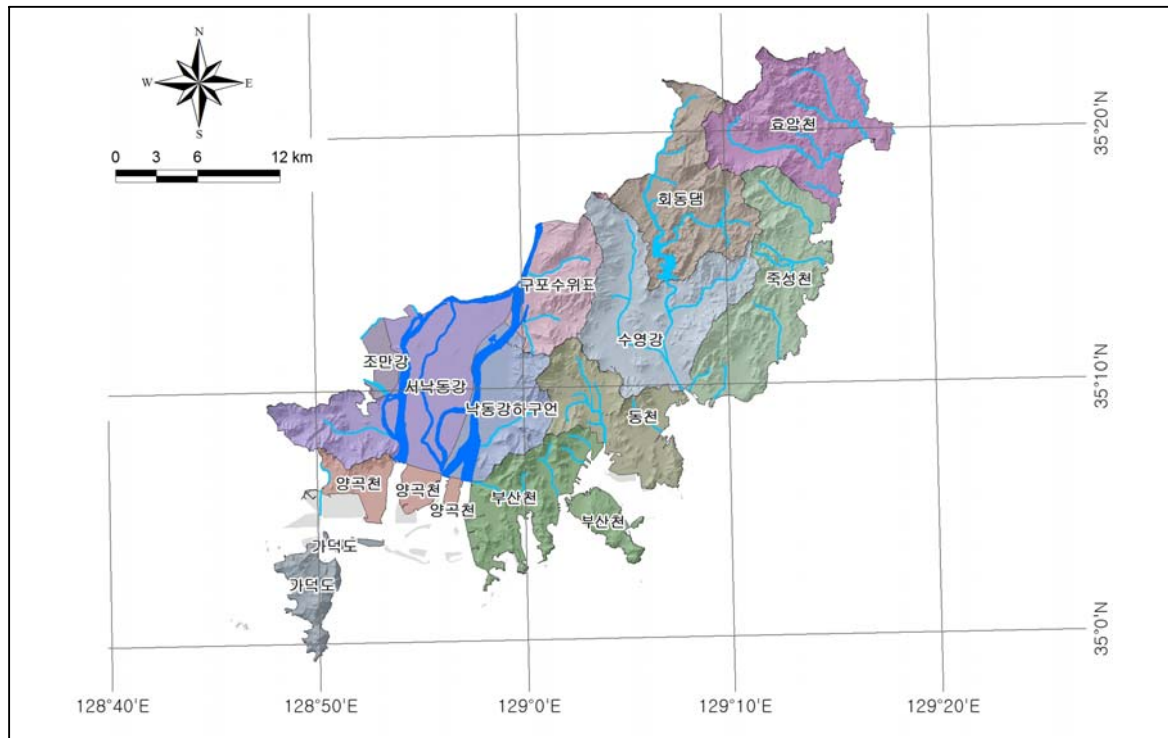 N
W
E
S
0 3 6 12 km
35°20'N
효암천
회동댐
죽성천
구포수위표
수영강
조만강
서낙동강
35°10'N
낙동강하구언
동천
양곡천
양곡천
양곡천
부산천
부산천
가덕도
가덕도
35°0'N
128°40'E
128°50'E
129°0'E
129°10'E
129°20'E